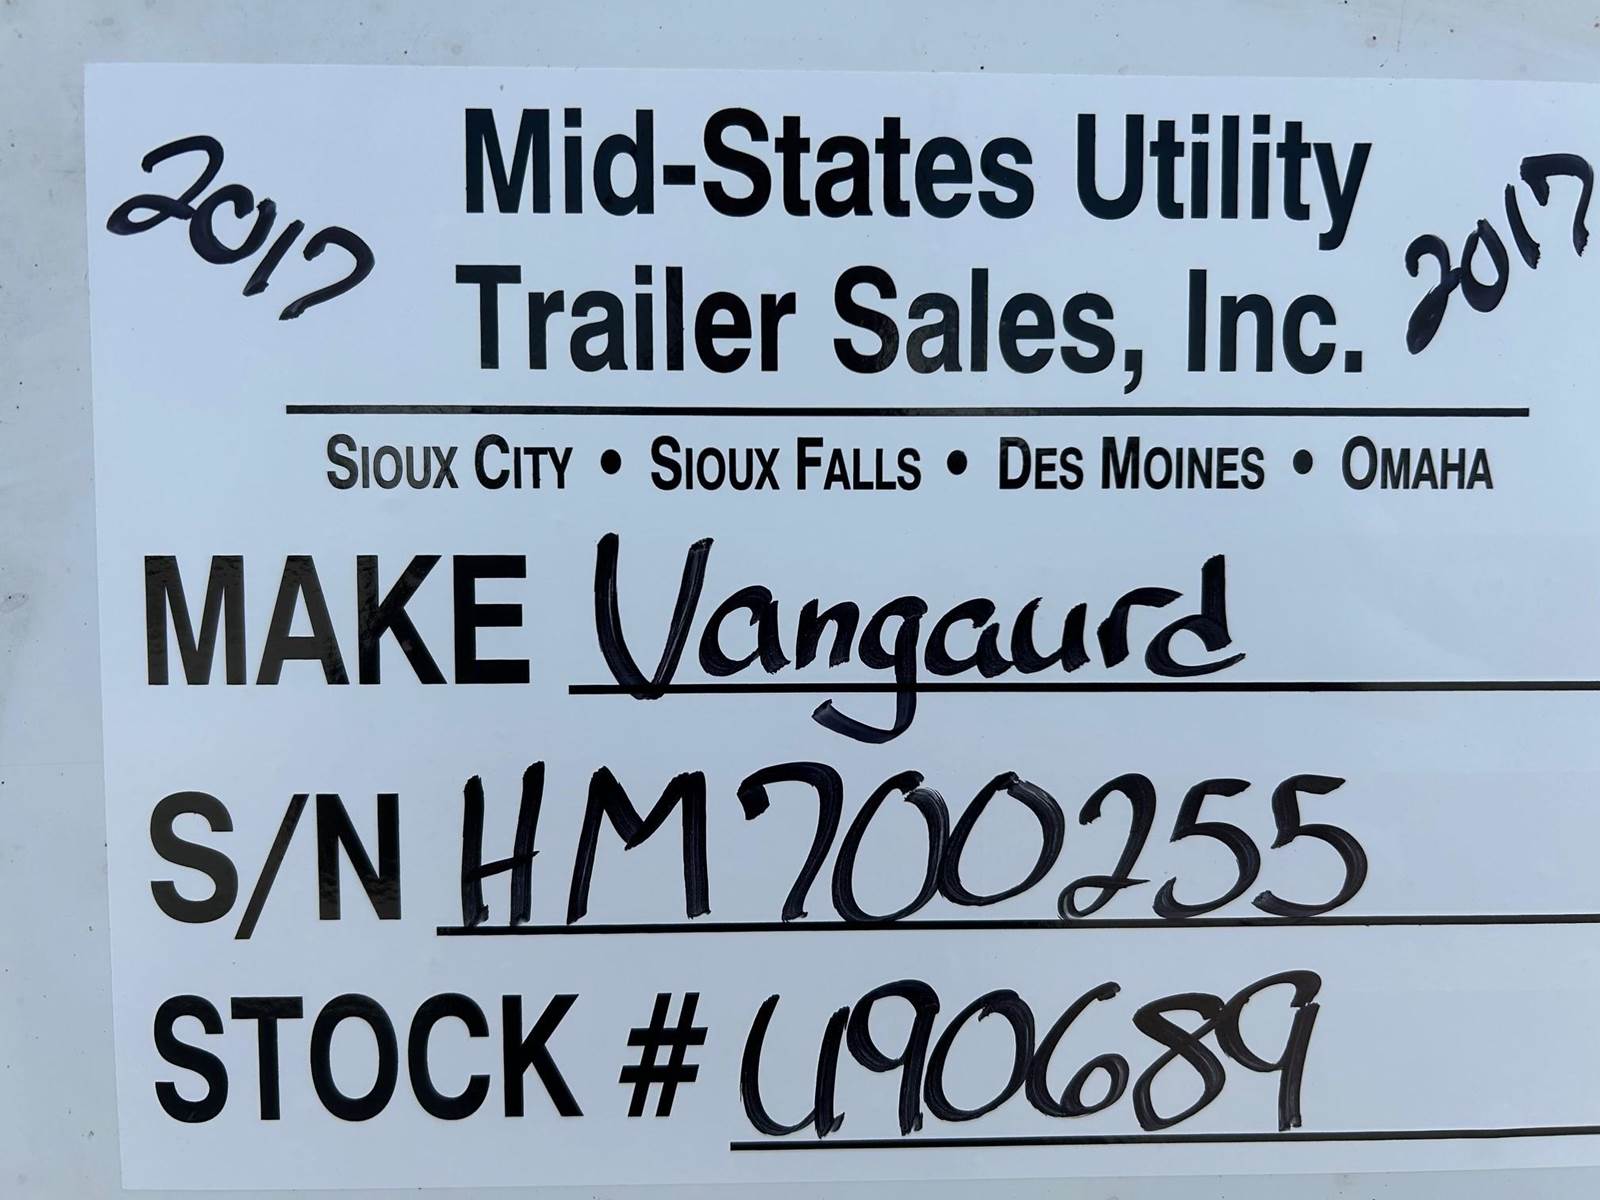 2017
Mid-States Utility
Trailer Sales, Inc.
2017
SIOUX CITY • SIOUX FALLS • DES MOINES • OMAHA
MAKE Vangaurd
S/N HM700255
STOCK # U90689